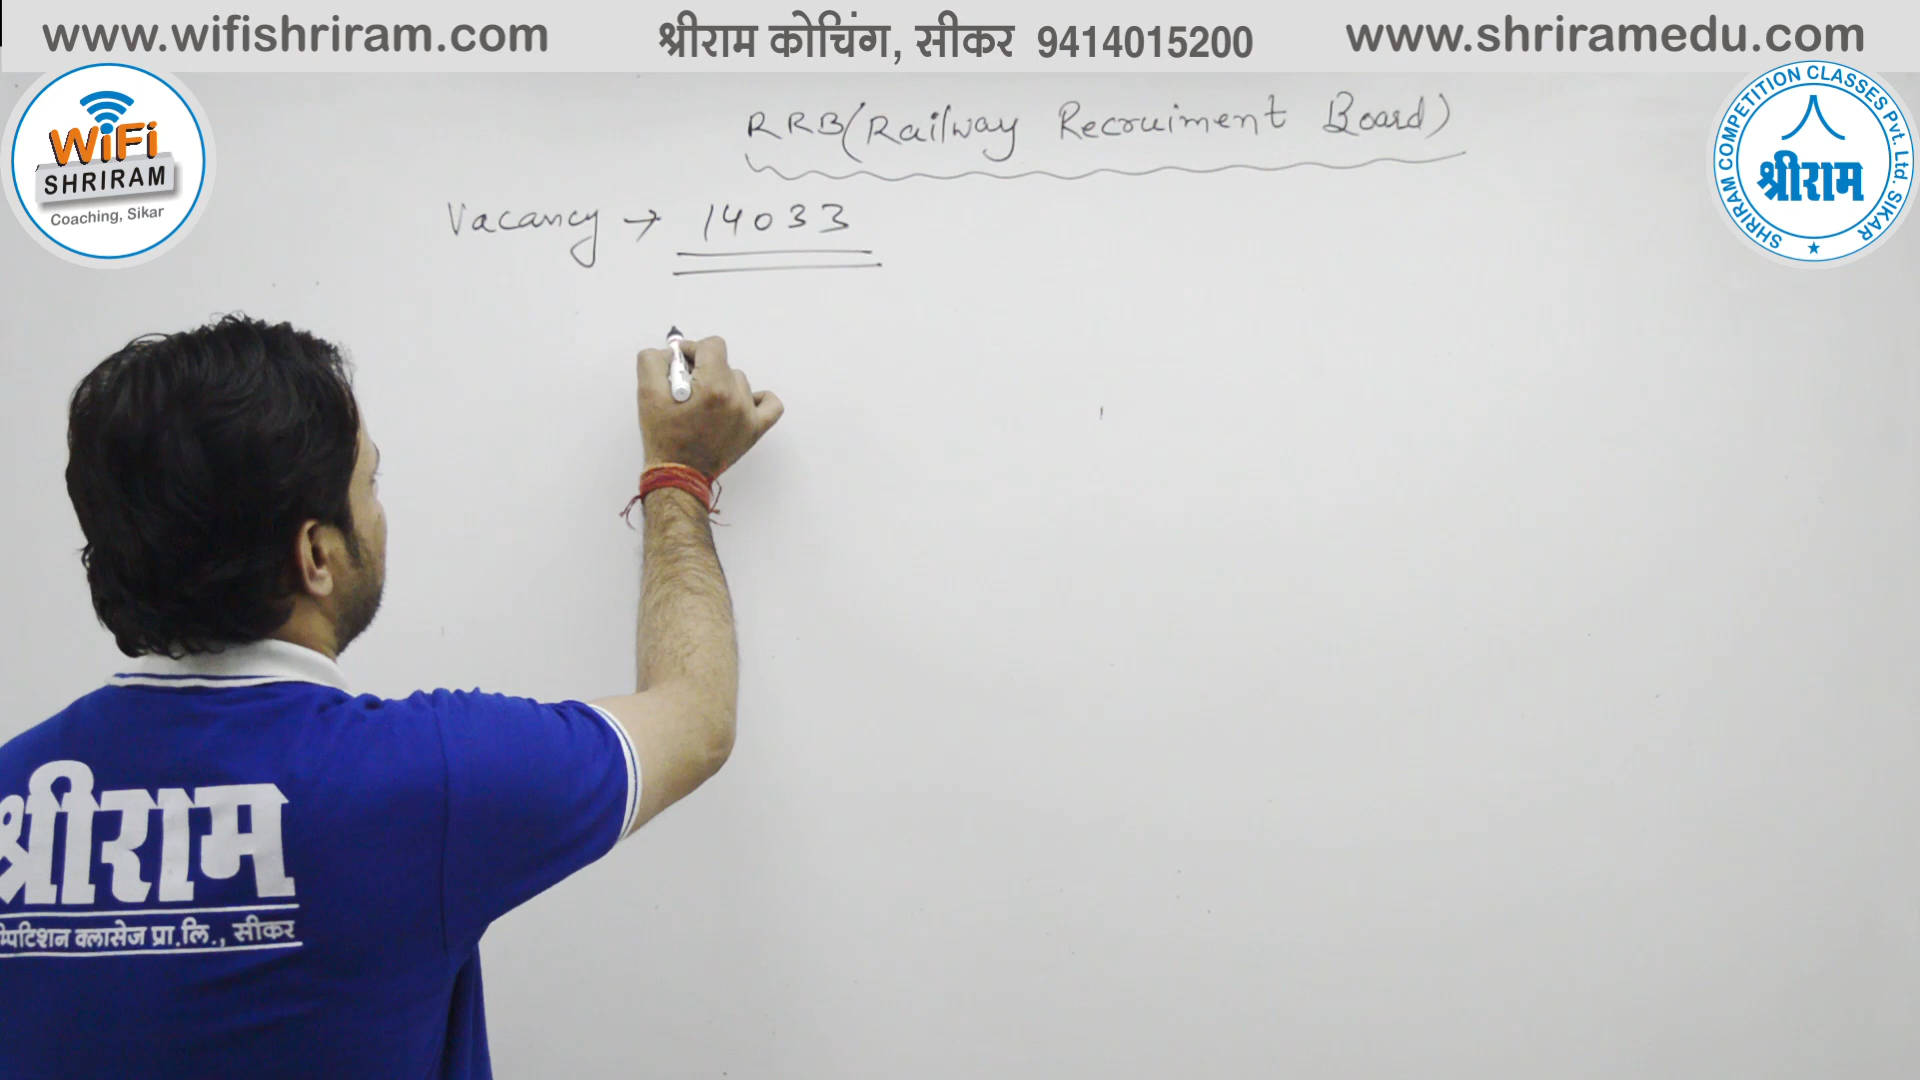 www.wifishriram.com
श्रीराम कोचिंग, सीकर 9414015200
www.shriramedu.com
WiFi
SHRIRAM
Coaching, Sikar
SHRIRAM COMPETITION CLASSES Pvt. Ltd. SIKAR
श्रीराम
RRB(Railway Recruiment Board)
Vacancy → 14033
श्रीराम
म्पिटिशन क्लासेज प्रा.लि., सीकर